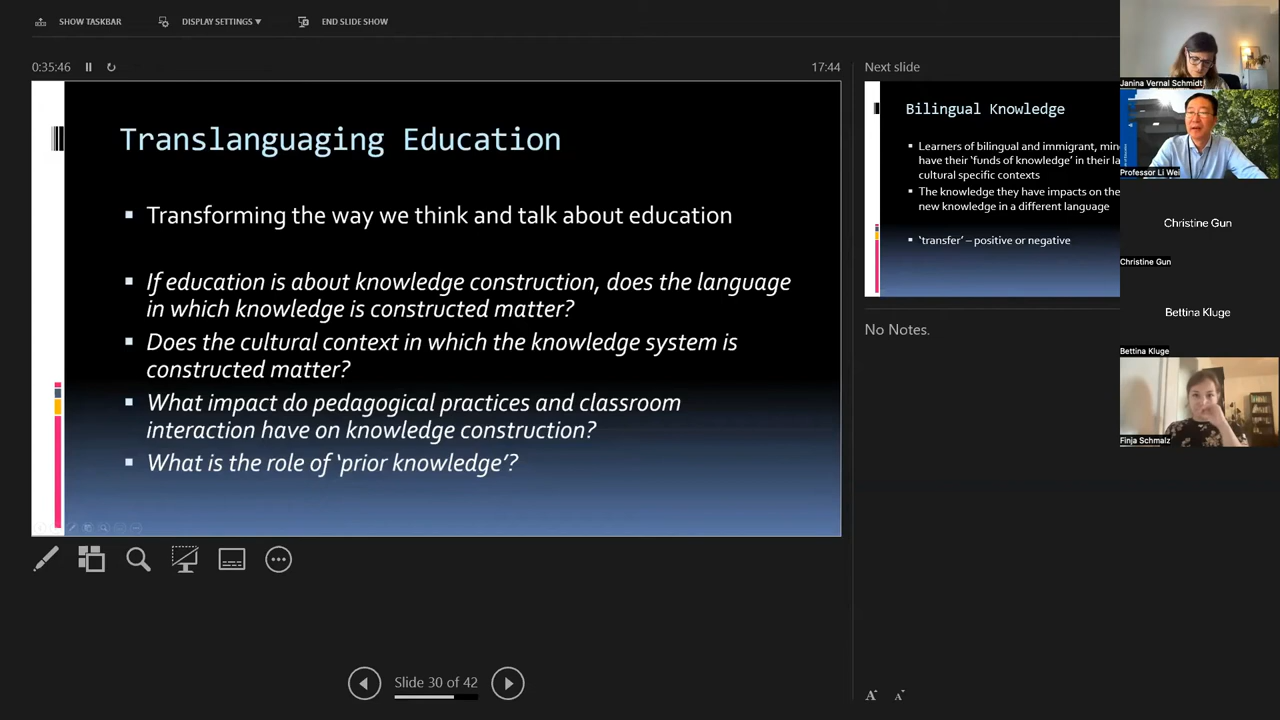 SHOW TASKBAR
DISPLAY SETTINGS ▼
END SLIDE SHOW
0:35:46
17:44
Translanguaging Education
Transforming the way we think and talk about education
If education is about knowledge construction, does the language
in which knowledge is constructed matter?
Does the cultural context in which the knowledge system is
constructed matter?
What impact do pedagogical practices and classroom
interaction have on knowledge construction?
What is the role of ‘prior knowledge’?
Slide 30 of 42
Next slide
Bilingual Knowledge
Learners of bilingual and immigrant, min
have their ‘funds of knowledge’ in their la
cultural specific contexts
The knowledge they have impacts on the
new knowledge in a different language
‘transfer’ – positive or negative
No Notes.
A A
Janina Vernal Schmidt
Professor Li Wei
Christine Gun
Christine Gun
Bettina Kluge
Bettina Kluge
Finja Schmalz